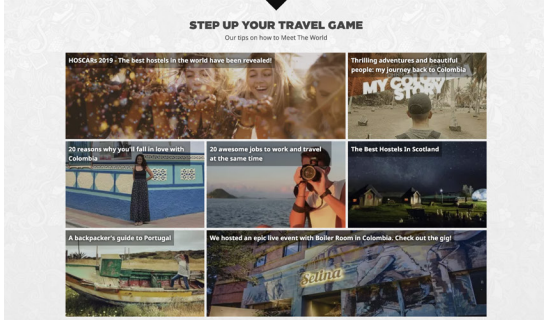 STEP UP YOUR TRAVEL GAME
Our tips on how to Meet The World
HOSCARs 2019 - The best hostels in the world have been revealed!
Thrilling adventures and beautiful
people: my journey back to Colombia
MY COLOMBIA
STORY
20 reasons why you'll fall in love with
Colombia
20 awesome jobs to work and travel
at the same time
The Best Hostels In Scotland
A backpacker's guide to Portugal
We hosted an epic live event with Boiler Room in Colombia. Check out the gig!
Selina